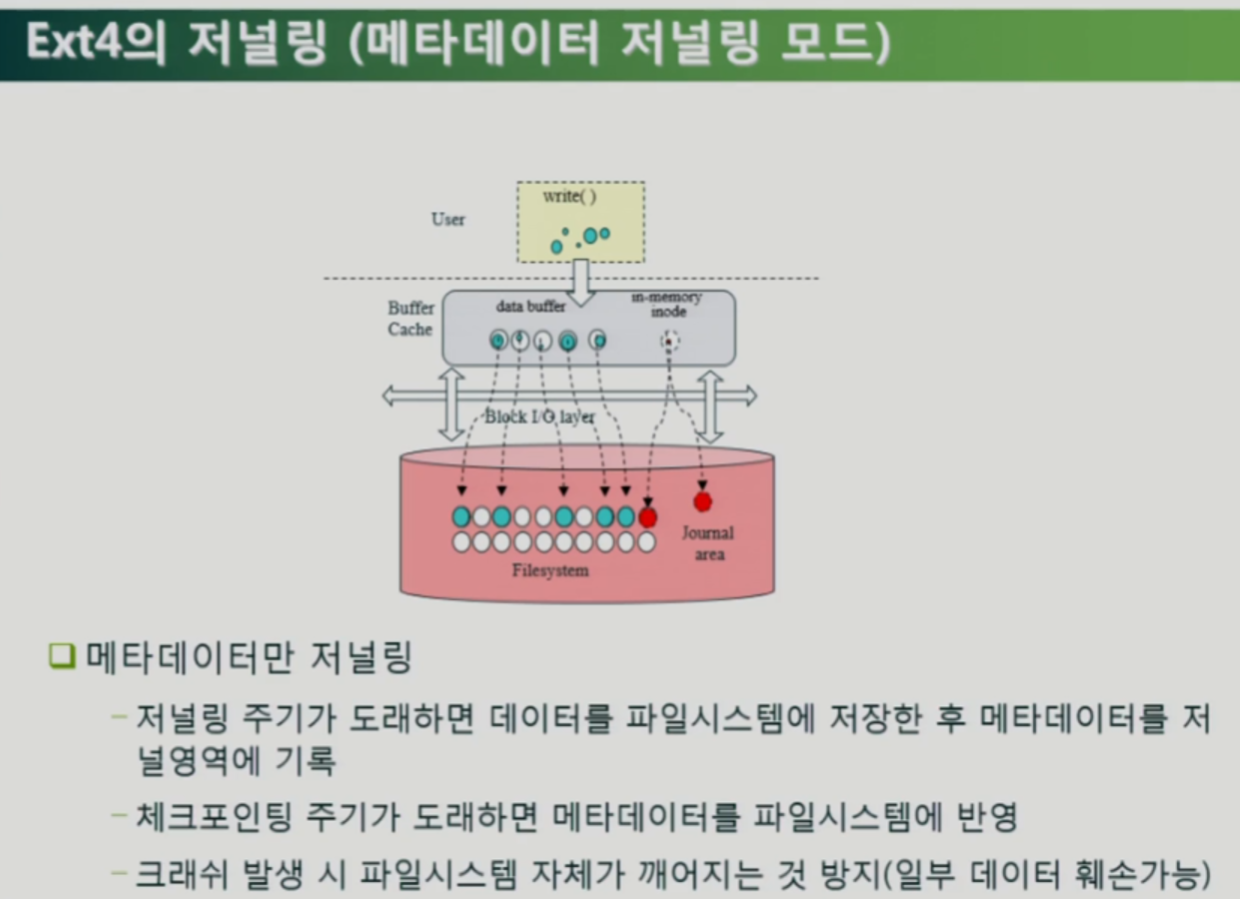 Ext4의 저널링 (메타데이터 저널링 모드)
write( )
User
Buffer
Cache
data buffer
in-memory
inode
Block I/O layer
Journal
area
Filesystem
메타데이터만 저널링
– 저널링 주기가 도래하면 데이터를 파일시스템에 저장한 후 메타데이터를 저
널영역에 기록
– 체크포인팅 주기가 도래하면 메타데이터를 파일시스템에 반영
– 크래쉬 발생 시 파일시스템 자체가 깨어지는 것 방지(일부 데이터 훼손가능)